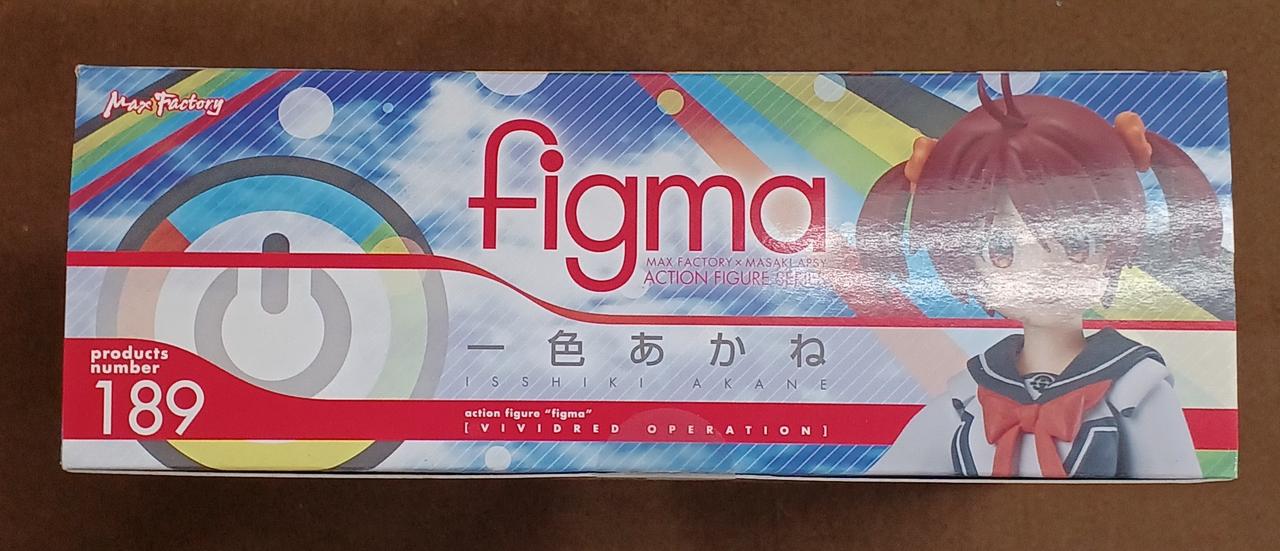 Max Factory
figma
MAX FACTORY × MASAKI APSY
ACTION FIGURE SERIES
一色あかね
ISSHIKI AKANE
products
number
189
action figure "figma"
[VIVIDRED OPERATION]